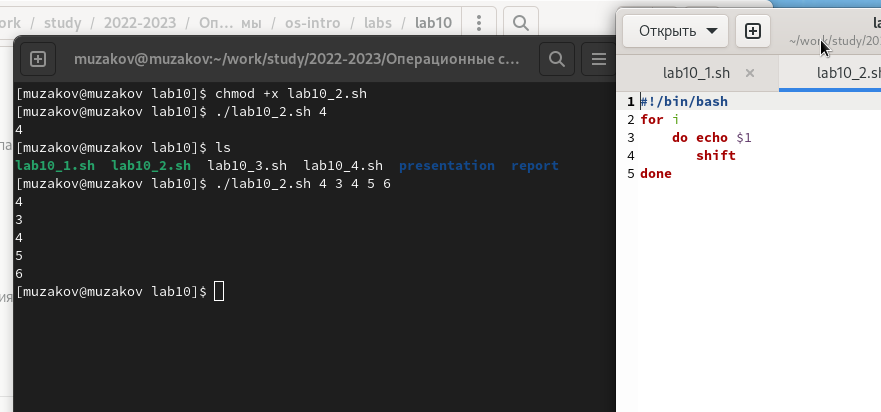 ork / study / 2022-2023 / Оп… мы / os-intro / labs / lab10
muzakov@muzakov:~/work/study/2022-2023/Операционные с…
[muzakov@muzakov lab10]$ chmod +x lab10_2.sh
[muzakov@muzakov lab10]$ ./lab10_2.sh 4
4
[muzakov@muzakov lab10]$ ls
lab10_1.sh lab10_2.sh lab10_3.sh lab10_4.sh presentation report
[muzakov@muzakov lab10]$ ./lab10_2.sh 4 3 4 5 6
4
3
4
5
6
[muzakov@muzakov lab10]$
Открыть
~/work/study/20
lab10_1.sh × lab10_2.sh
1 #!/bin/bash
2 for i
3 do echo $1
4 shift
5 done